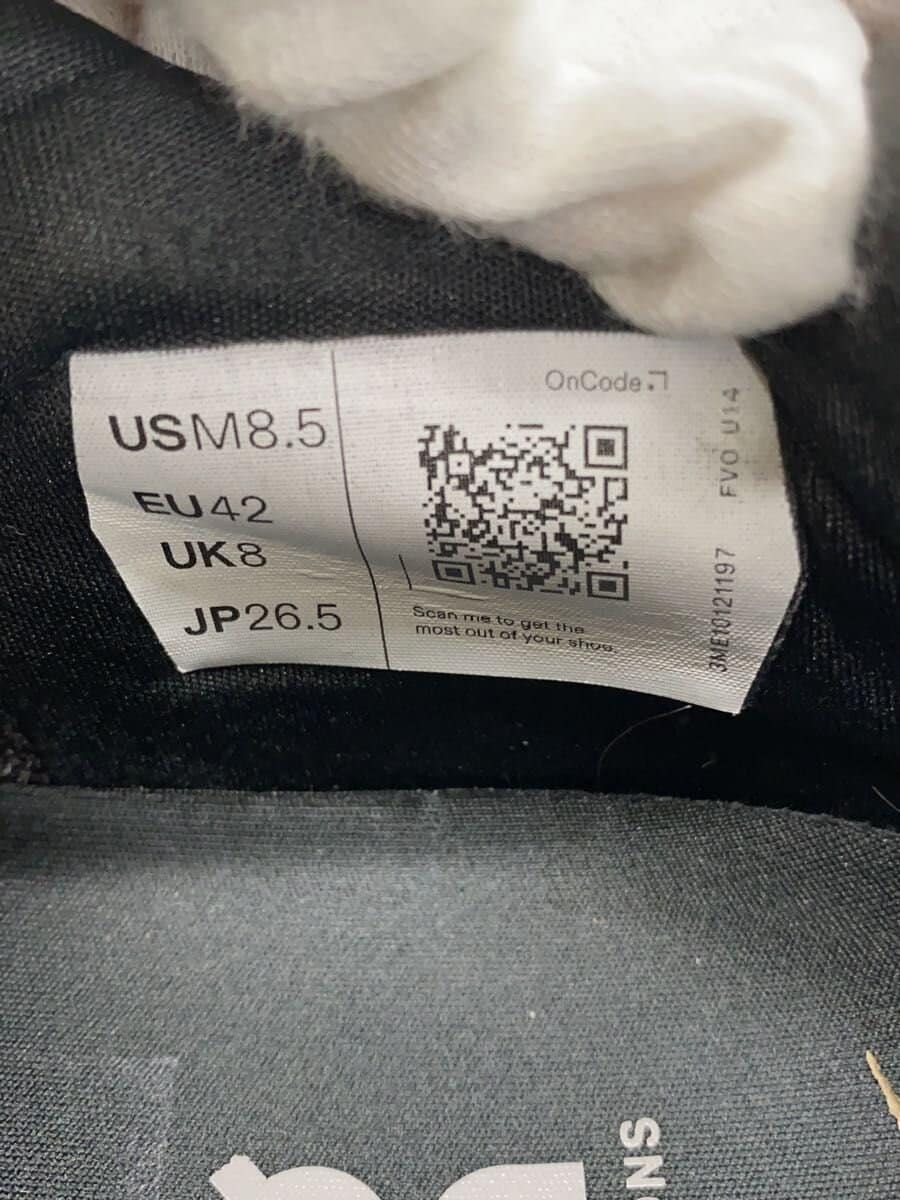 USM8.5
EU42
UK8
JP26.5
OnCode
Scan me to get the
most out of your shoe.
FVO U14